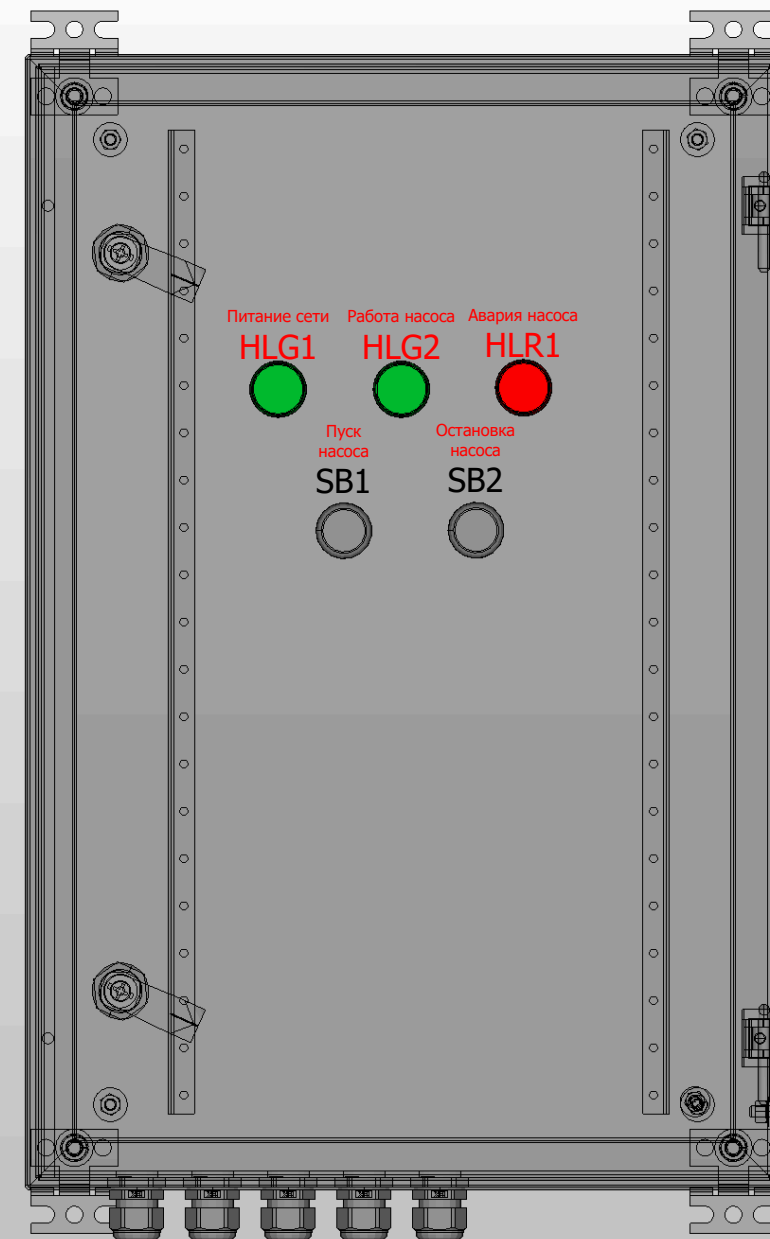 Питание сети Работа насоса Авария насоса
HLG1 HLG2 HLR1
Пуск Остановка
насоса насоса
SB1 SB2